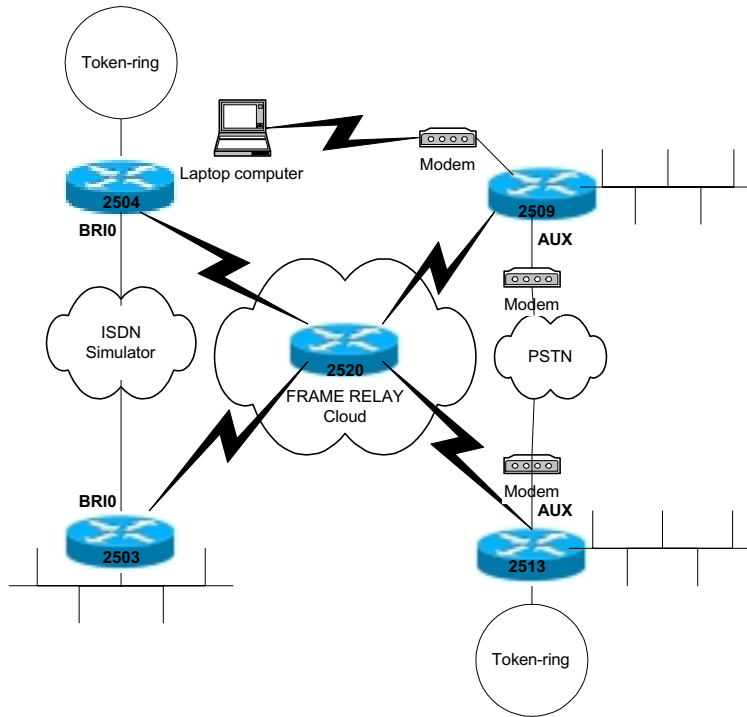 Token-ring
Laptop computer
Modem
2504
2509
BRI0
AUX
Modem
ISDN
Simulator
PSTN
2520
FRAME RELAY
Cloud
Modem
BRI0
AUX
2503
2513
Token-ring